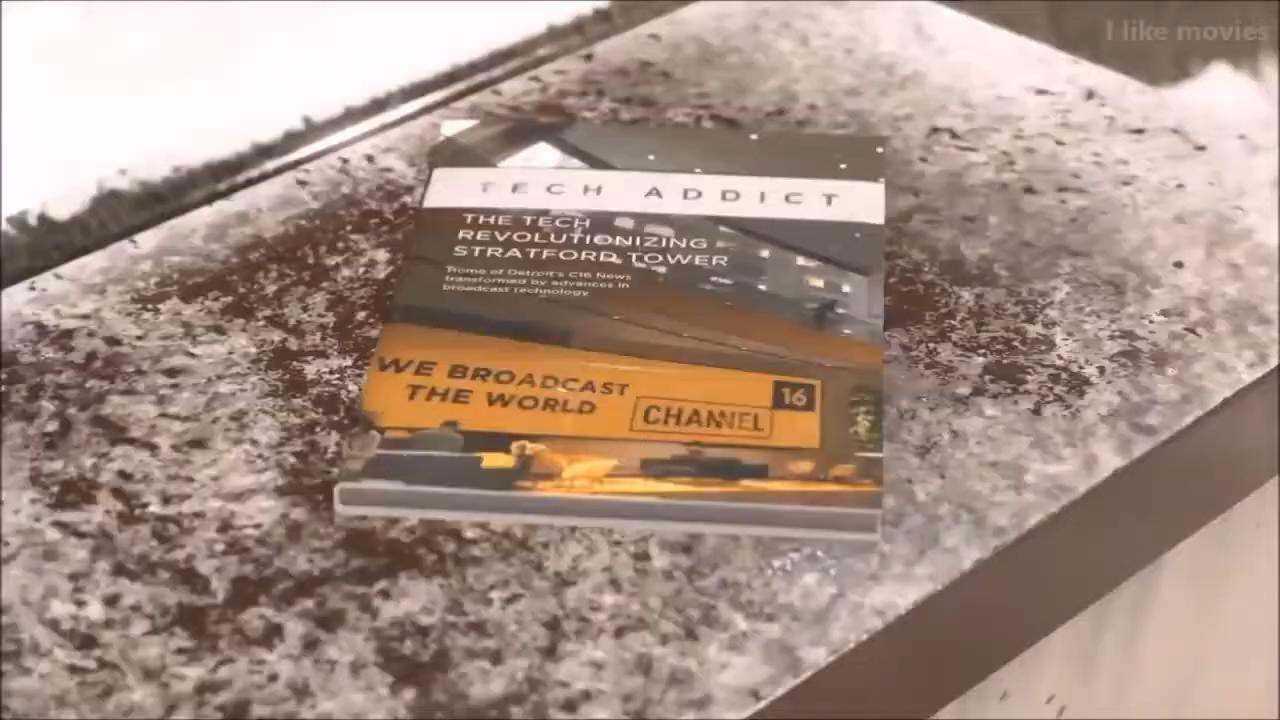 I like movies
TECH ADDICT
THE TECH
REVOLUTIONIZING
STRATFORD TOWER
Home of Detroit's C16 News
transformed by advances in
broadcast technology
WE BROADCAST
THE WORLD
CHANNEL
16